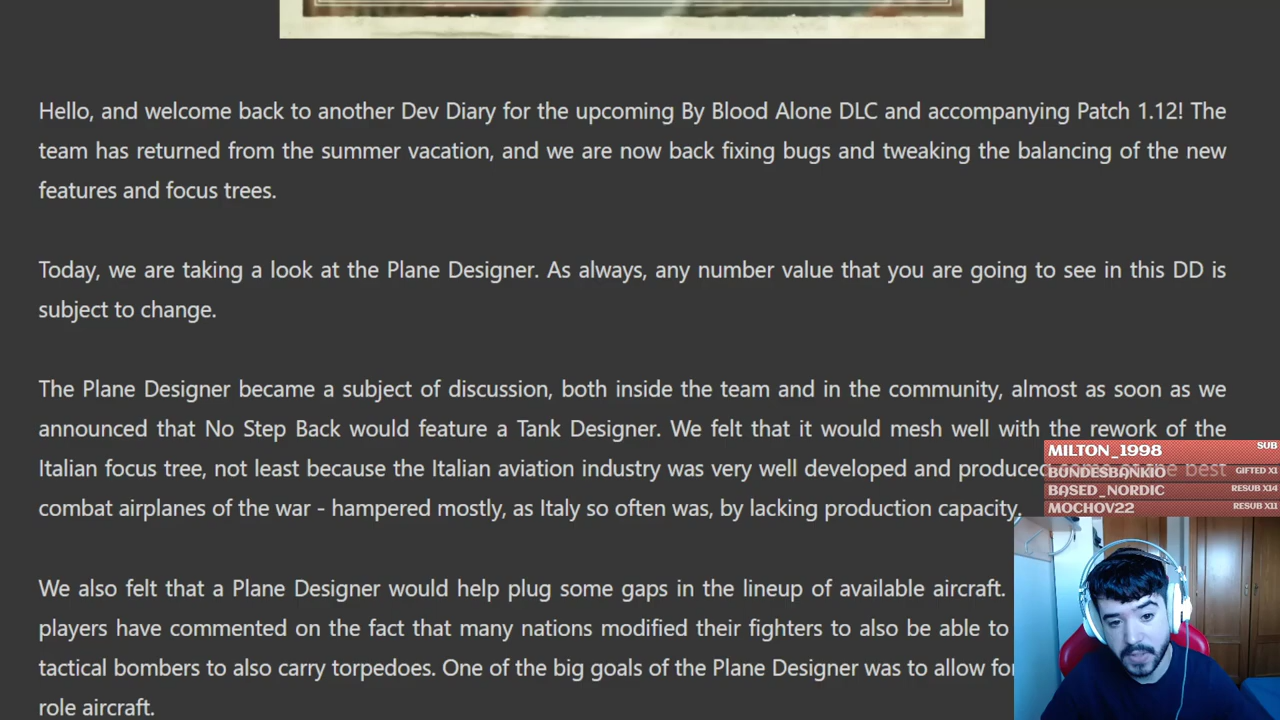 Hello, and welcome back to another Dev Diary for the upcoming By Blood Alone DLC and accompanying Patch 1.12! The
team has returned from the summer vacation, and we are now back fixing bugs and tweaking the balancing of the new
features and focus trees.
Today, we are taking a look at the Plane Designer. As always, any number value that you are going to see in this DD is
subject to change.
The Plane Designer became a subject of discussion, both inside the team and in the community, almost as soon as we
announced that No Step Back would feature a Tank Designer. We felt that it would mesh well with the rework of the
Italian focus tree, not least because the Italian aviation industry was very well developed and produced some of the best
combat airplanes of the war - hampered mostly, as Italy so often was, by lacking production capacity.
MILTON_1998 SUB
BUNDESBANKIO GIFTED X1
BASED_NORDIC RESUB X14
MOCHOV22 RESUB X11
We also felt that a Plane Designer would help plug some gaps in the lineup of available aircraft.
players have commented on the fact that many nations modified their fighters to also be able to
tactical bombers to also carry torpedoes. One of the big goals of the Plane Designer was to allow
role aircraft.